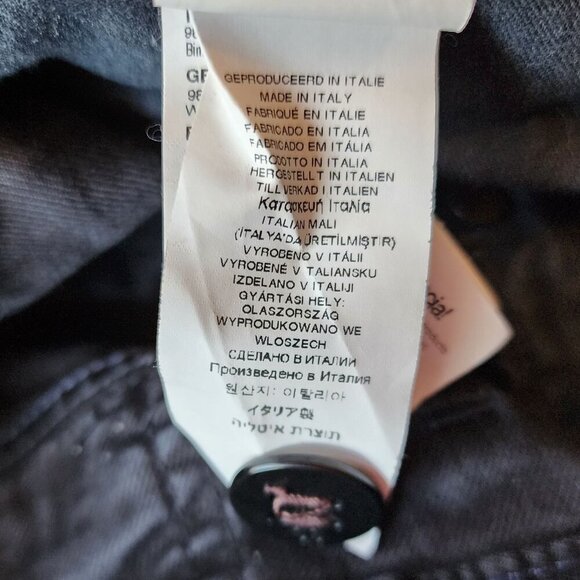 GEPRODUCEERD IN ITALIE
MADE IN ITALY
FABRIQUÉ EN ITALIE
FABRICADO EN ITALIA
FABRICADO EM ITÁLIA
PRODOTTO IN ITALIA
HERGESTELLT IN ITALIEN
TILLVERKAD I ITALIEN
Κατασκευή Ιταλία
ITALIAN MALI
(İTALYA'DA ÜRETİLMİŞTİR)
VYROBENO V ITÁLII
VYROBENÉ V TALIANSKU
IZDELANO V ITALIJI
GYÁRTÁSI HELY:
OLASZORSZÁG
WYPRODUKOWANO WE
WLOSZECH
СДЕЛАНО В ИТАЛИИ
Произведено в Италия
원산지: 이탈리아
イタリア製
תוצרת איטליה